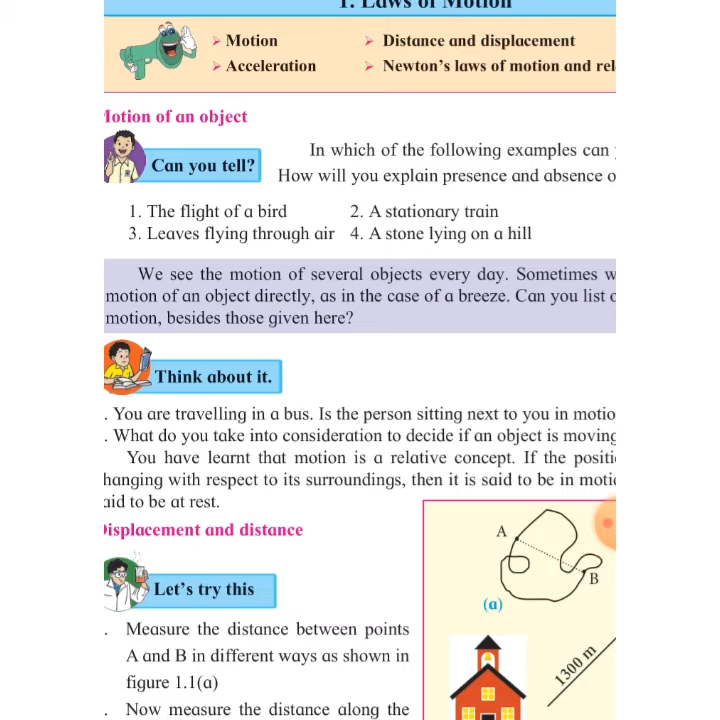 1. Laws of Motion
➢ Motion ➢ Distance and displacement
➢ Acceleration ➢ Newton's laws of motion and rel
Motion of an object
Can you tell?
In which of the following examples can
How will you explain presence and absence o
1. The flight of a bird 2. A stationary train
3. Leaves flying through air 4. A stone lying on a hill
We see the motion of several objects every day. Sometimes w
motion of an object directly, as in the case of a breeze. Can you list o
motion, besides those given here?
Think about it.
. You are travelling in a bus. Is the person sitting next to you in motio
. What do you take into consideration to decide if an object is moving
You have learnt that motion is a relative concept. If the positi
hanging with respect to its surroundings, then it is said to be in motio
aid to be at rest.
Displacement and distance
Let's try this
. Measure the distance between points
A and B in different ways as shown in
figure 1.1(a)
. Now measure the distance along the
A
B
(a)
1300 m